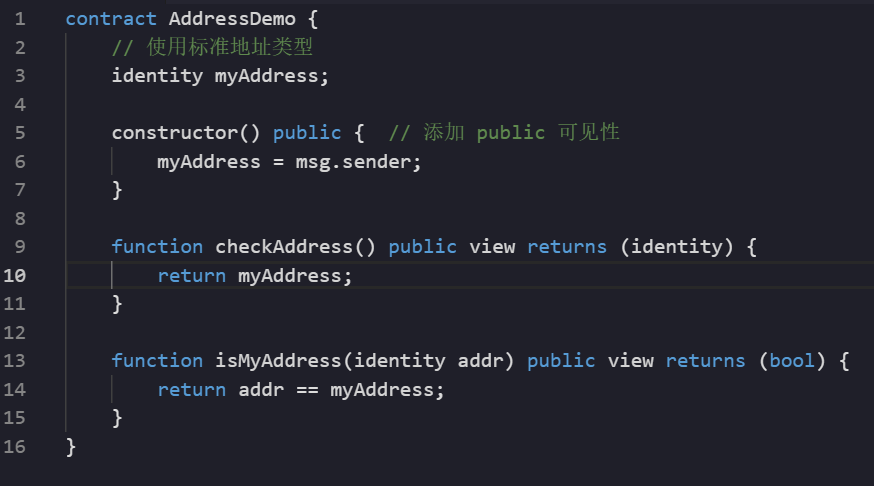 1 contract AddressDemo {
2 // 使用标准地址类型
3 identity myAddress;
4
5 constructor() public { // 添加 public 可见性
6 myAddress = msg.sender;
7 }
8
9 function checkAddress() public view returns (identity) {
10 return myAddress;
11 }
12
13 function isMyAddress(identity addr) public view returns (bool) {
14 return addr == myAddress;
15 }
16 }